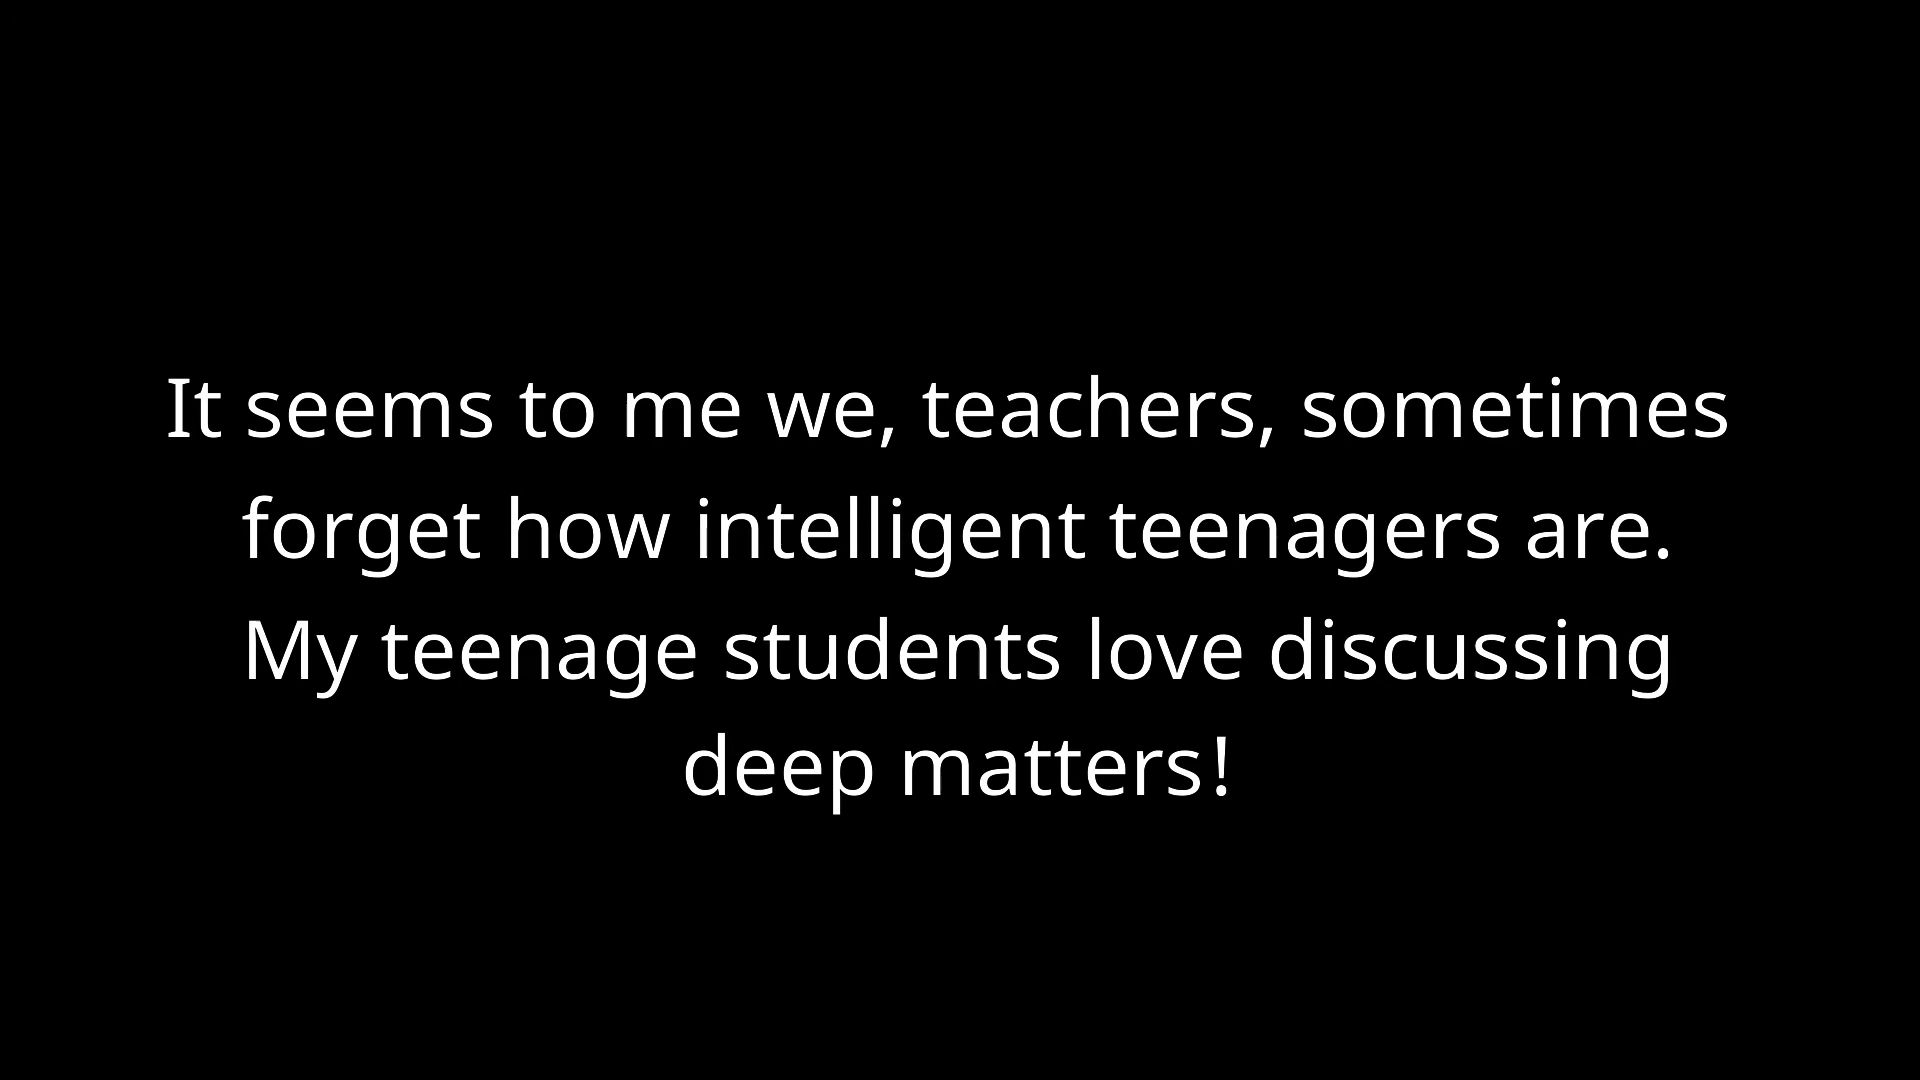 It seems to me we, teachers, sometimes
forget how intelligent teenagers are.
My teenage students love discussing
deep matters!